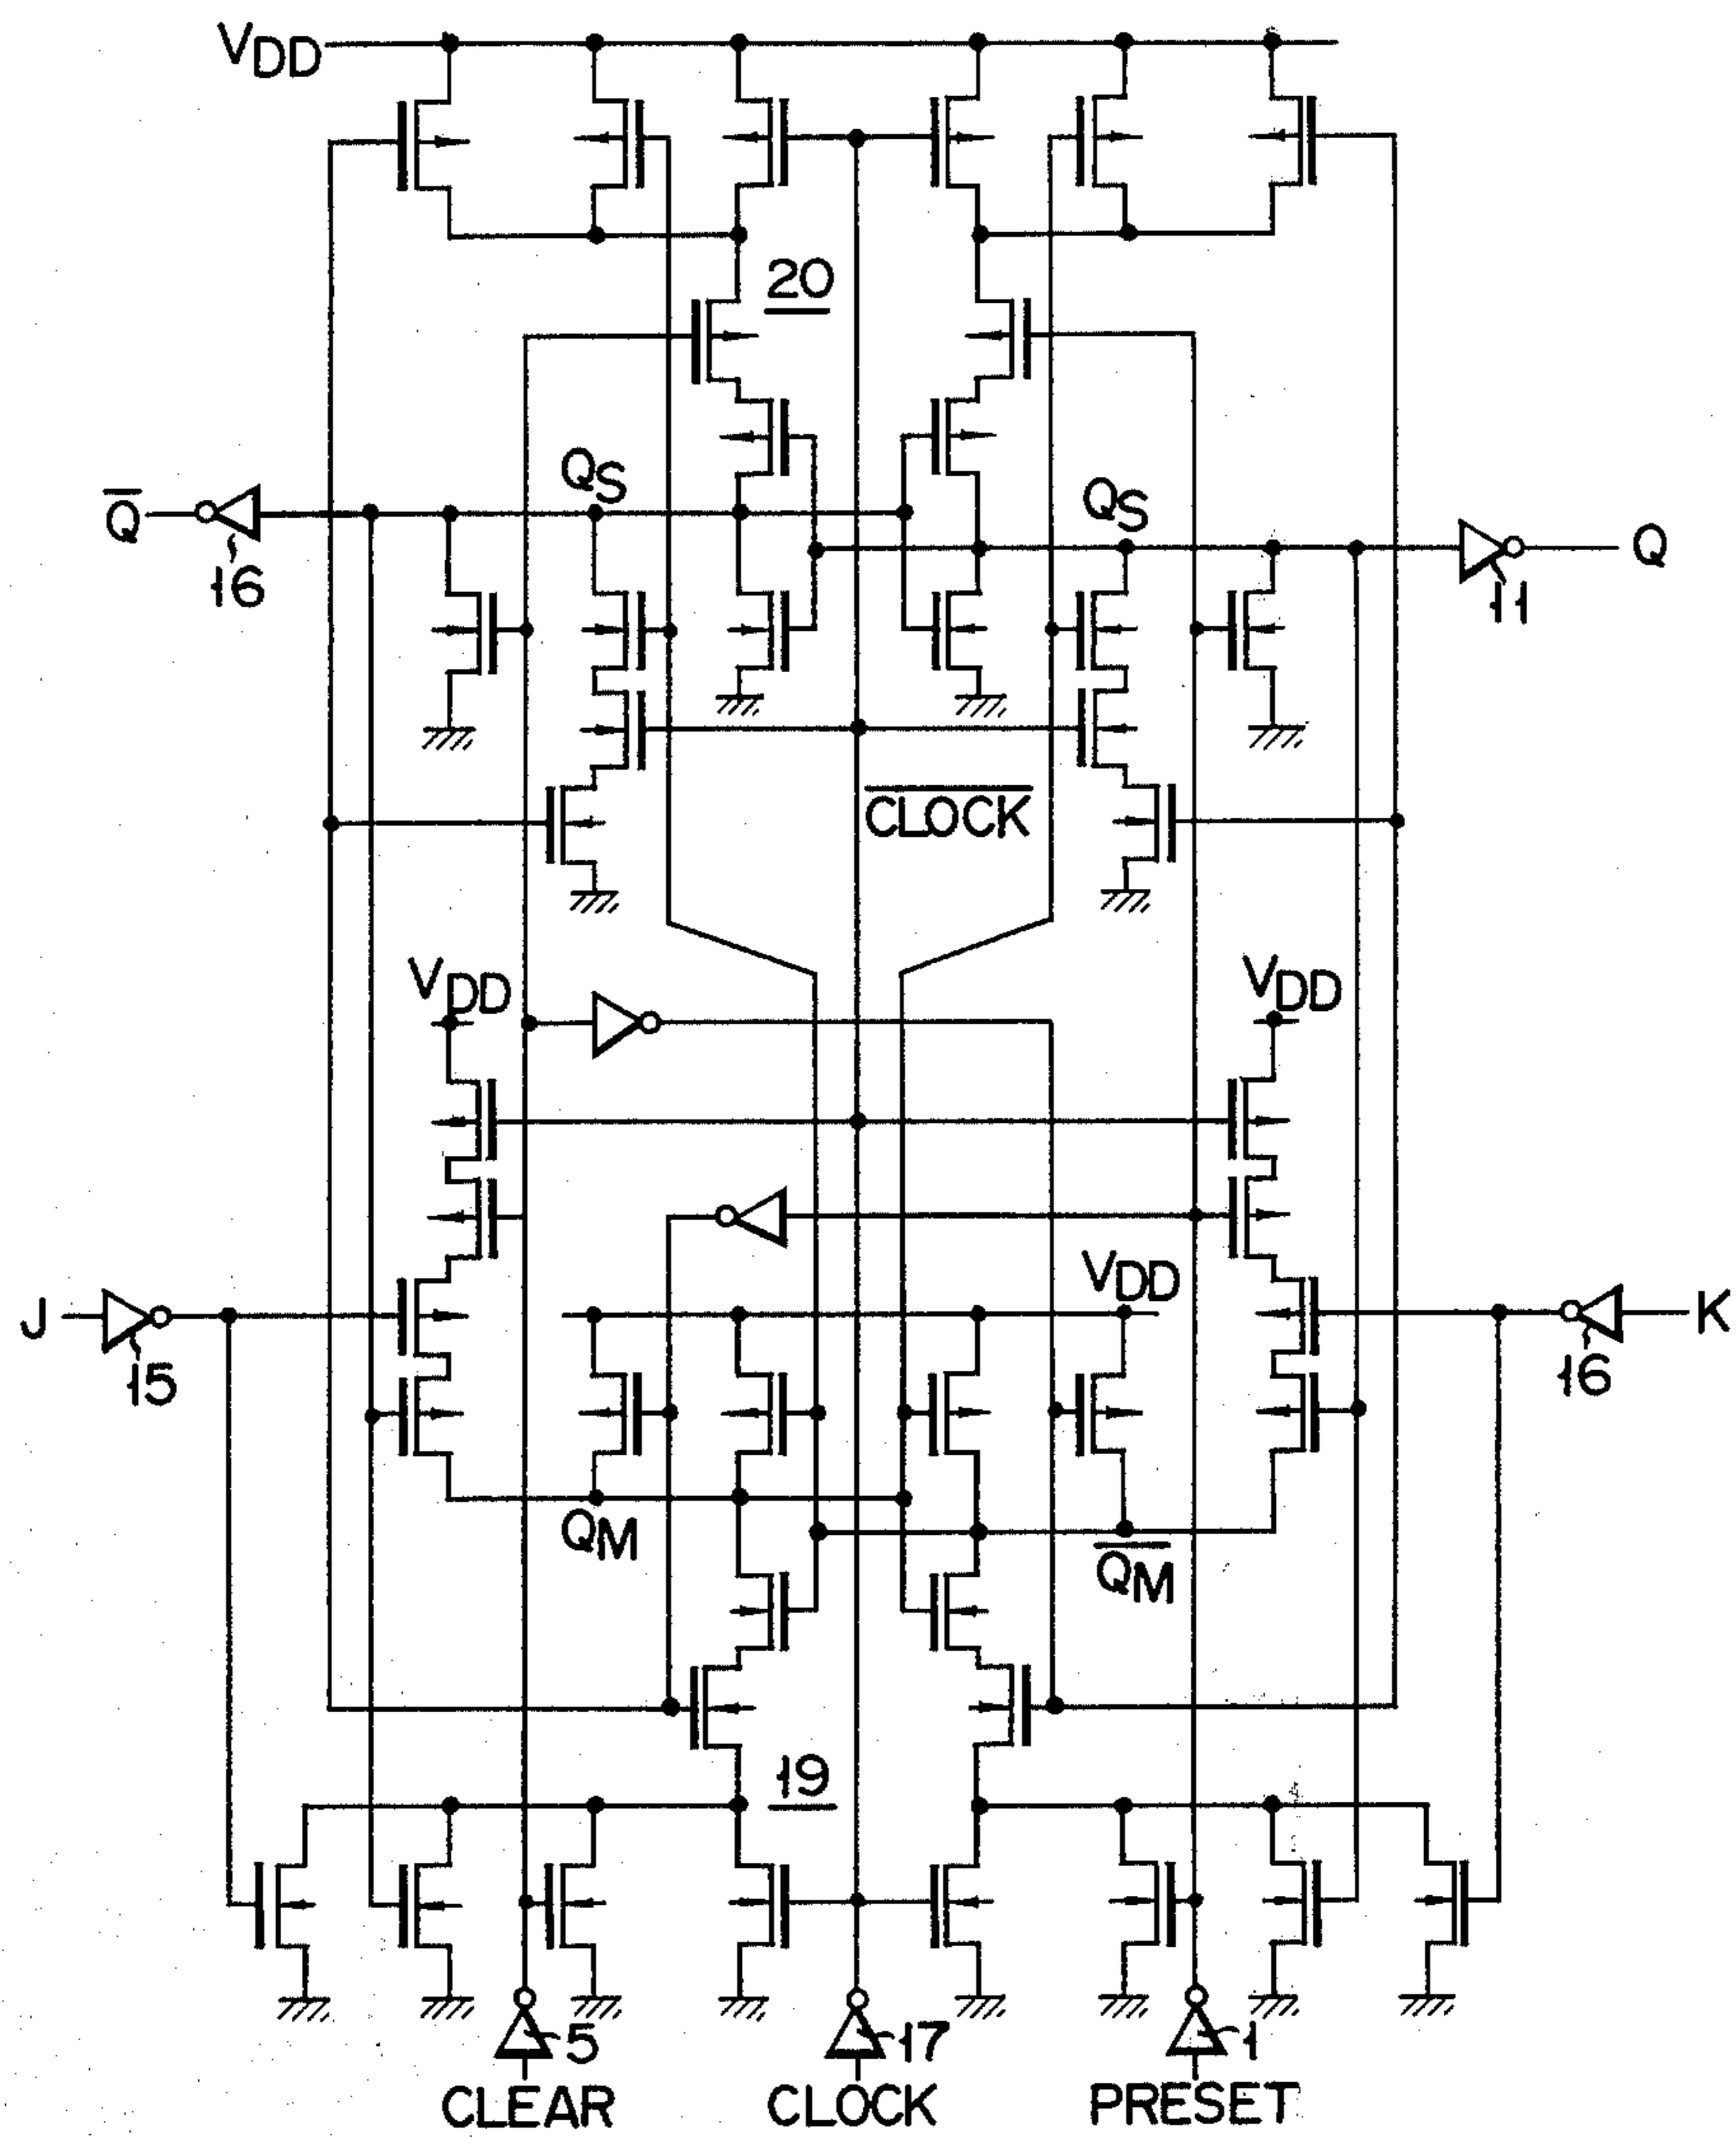 VDD
20
QS
Q̅
16
QS
Q
11
C̅L̅O̅C̅K̅
VDD
VDD
VDD
J
15
K
16
QM
Q̅M̅
19
5
17
1
CLEAR
CLOCK
PRESET